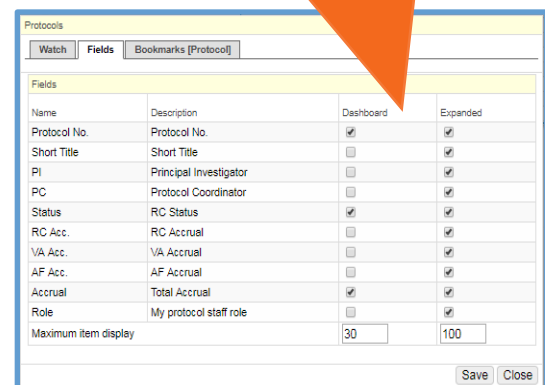 Protocols
Watch Fields Bookmarks [Protocol]
Fields
Name Description Dashboard Expanded
Protocol No. Protocol No.
Short Title Short Title
PI Principal Investigator
PC Protocol Coordinator
Status RC Status
RC Acc. RC Accrual
VA Acc. VA Accrual
AF Acc. AF Accrual
Accrual Total Accrual
Role My protocol staff role
Maximum item display 30 100
Save Close